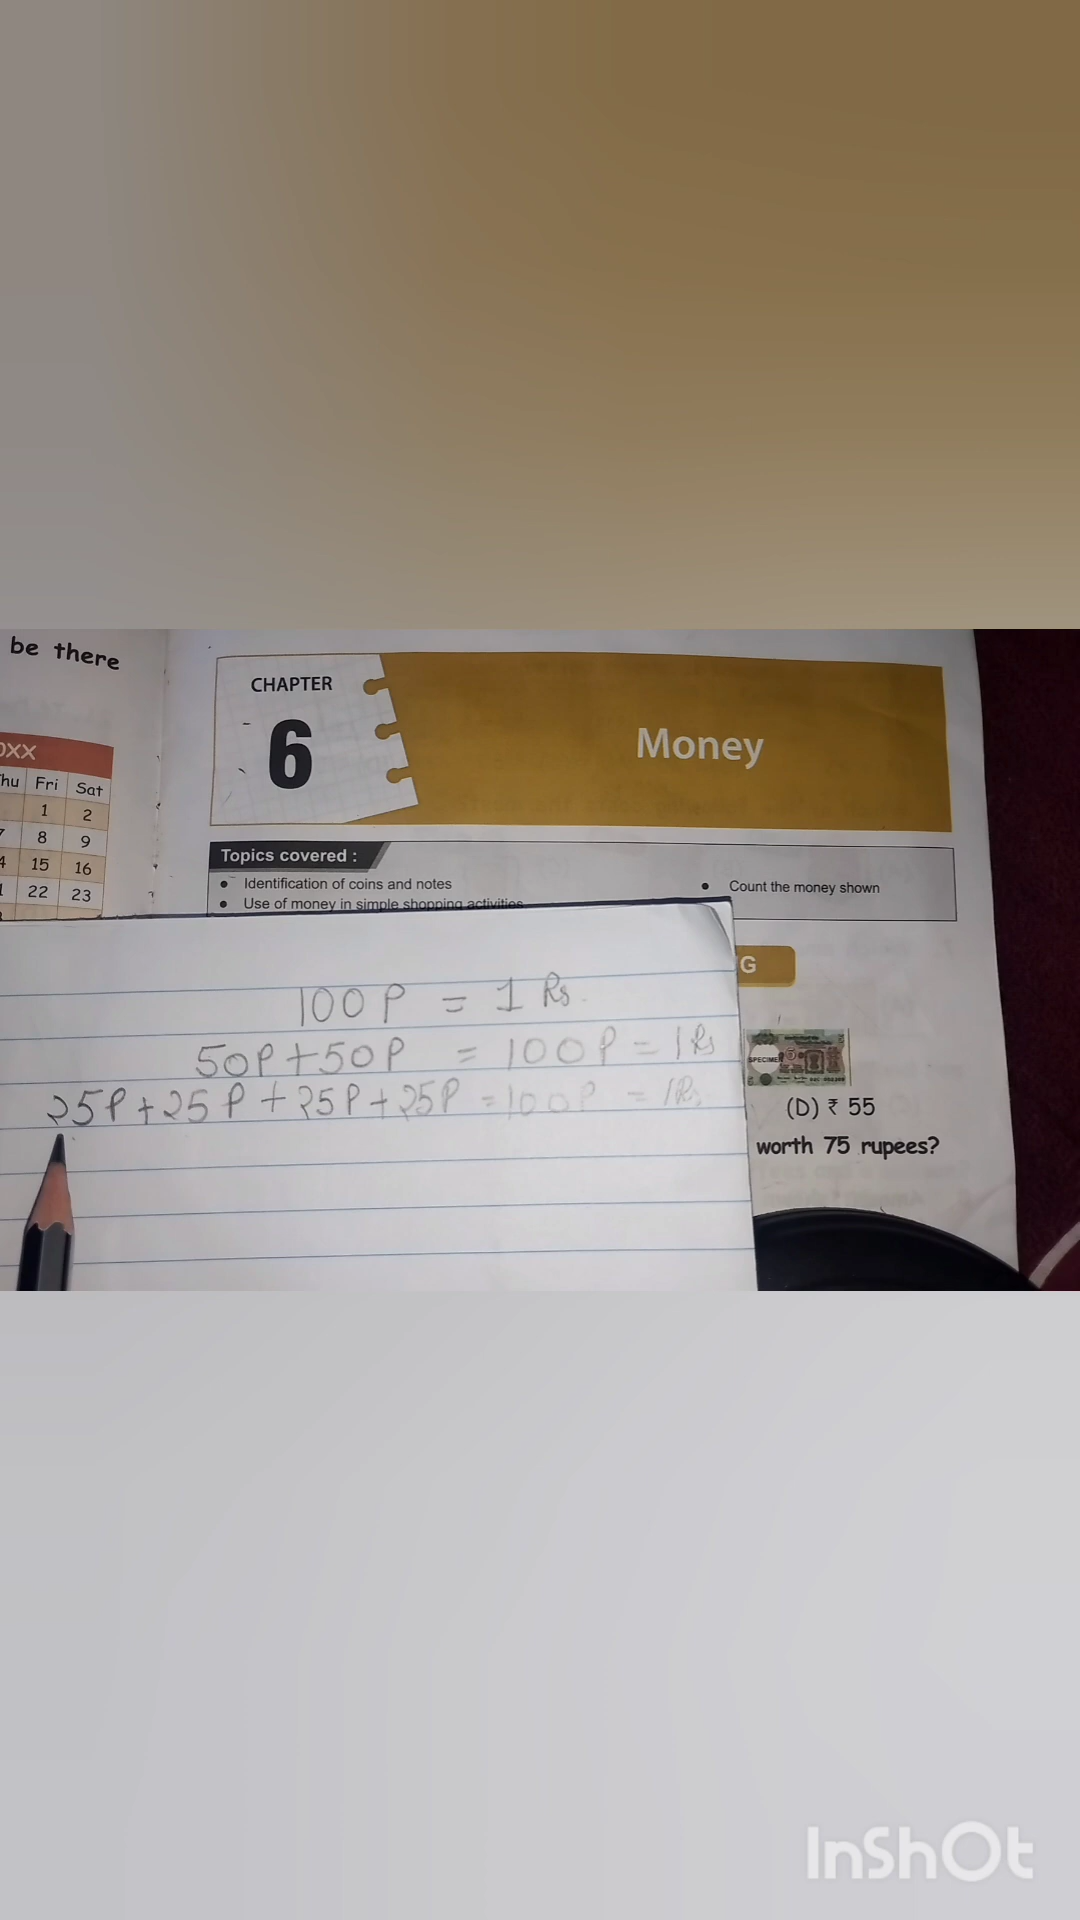 be there
CHAPTER
6
Money
Fri Sat
1 2
8 9
15 16
22 23
Topics covered :
• Identification of coins and notes
• Use of money in simple shopping activities
• Count the money shown
G
100P = 1 Rs.
50P+50P = 100P = 1Rs
25P+25P+25P+25P =100P = 1Rs
SPECIMEN
(D) ₹ 55
worth 75 rupees?
InShOt